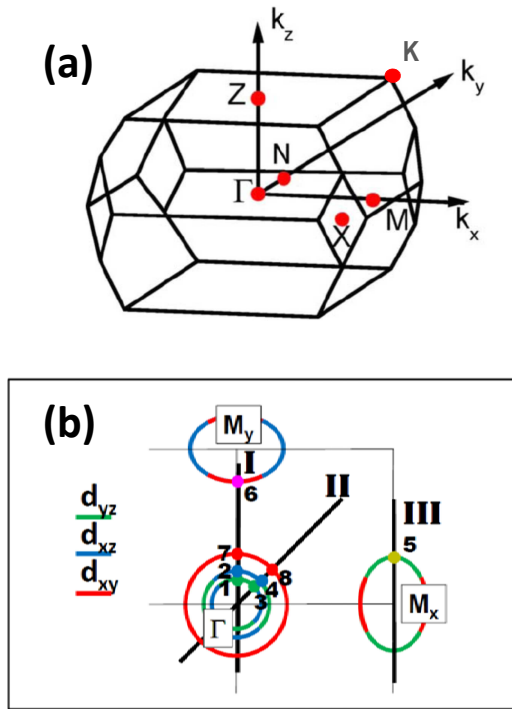 (a)
k_z
K
k_y
Z
N
Γ
M
X
k_x
(b)
M_y
I
6
II
d_yz
d_xz
d_xy
III
7
5
2
8
1
4
3
Γ
M_x